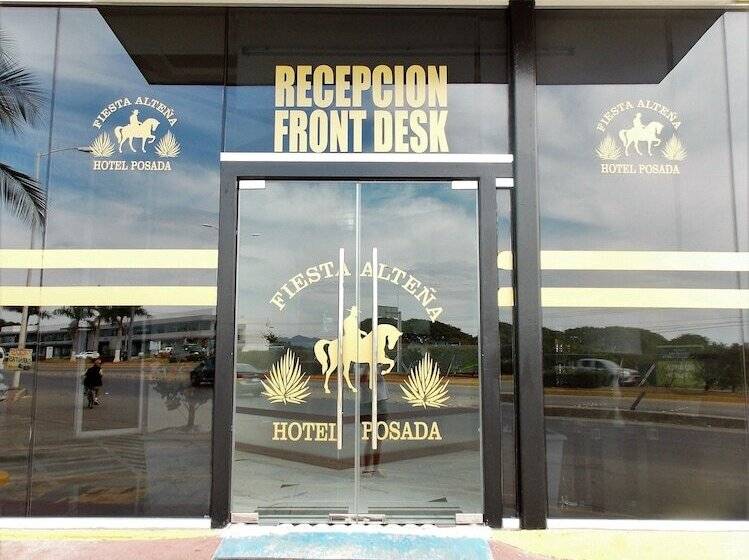 RECEPCION
FRONT DESK
FIESTA ALTEÑA
HOTEL POSADA
FIESTA ALTEÑA
HOTEL POSADA
FIESTA ALTEÑA
HOTEL POSADA